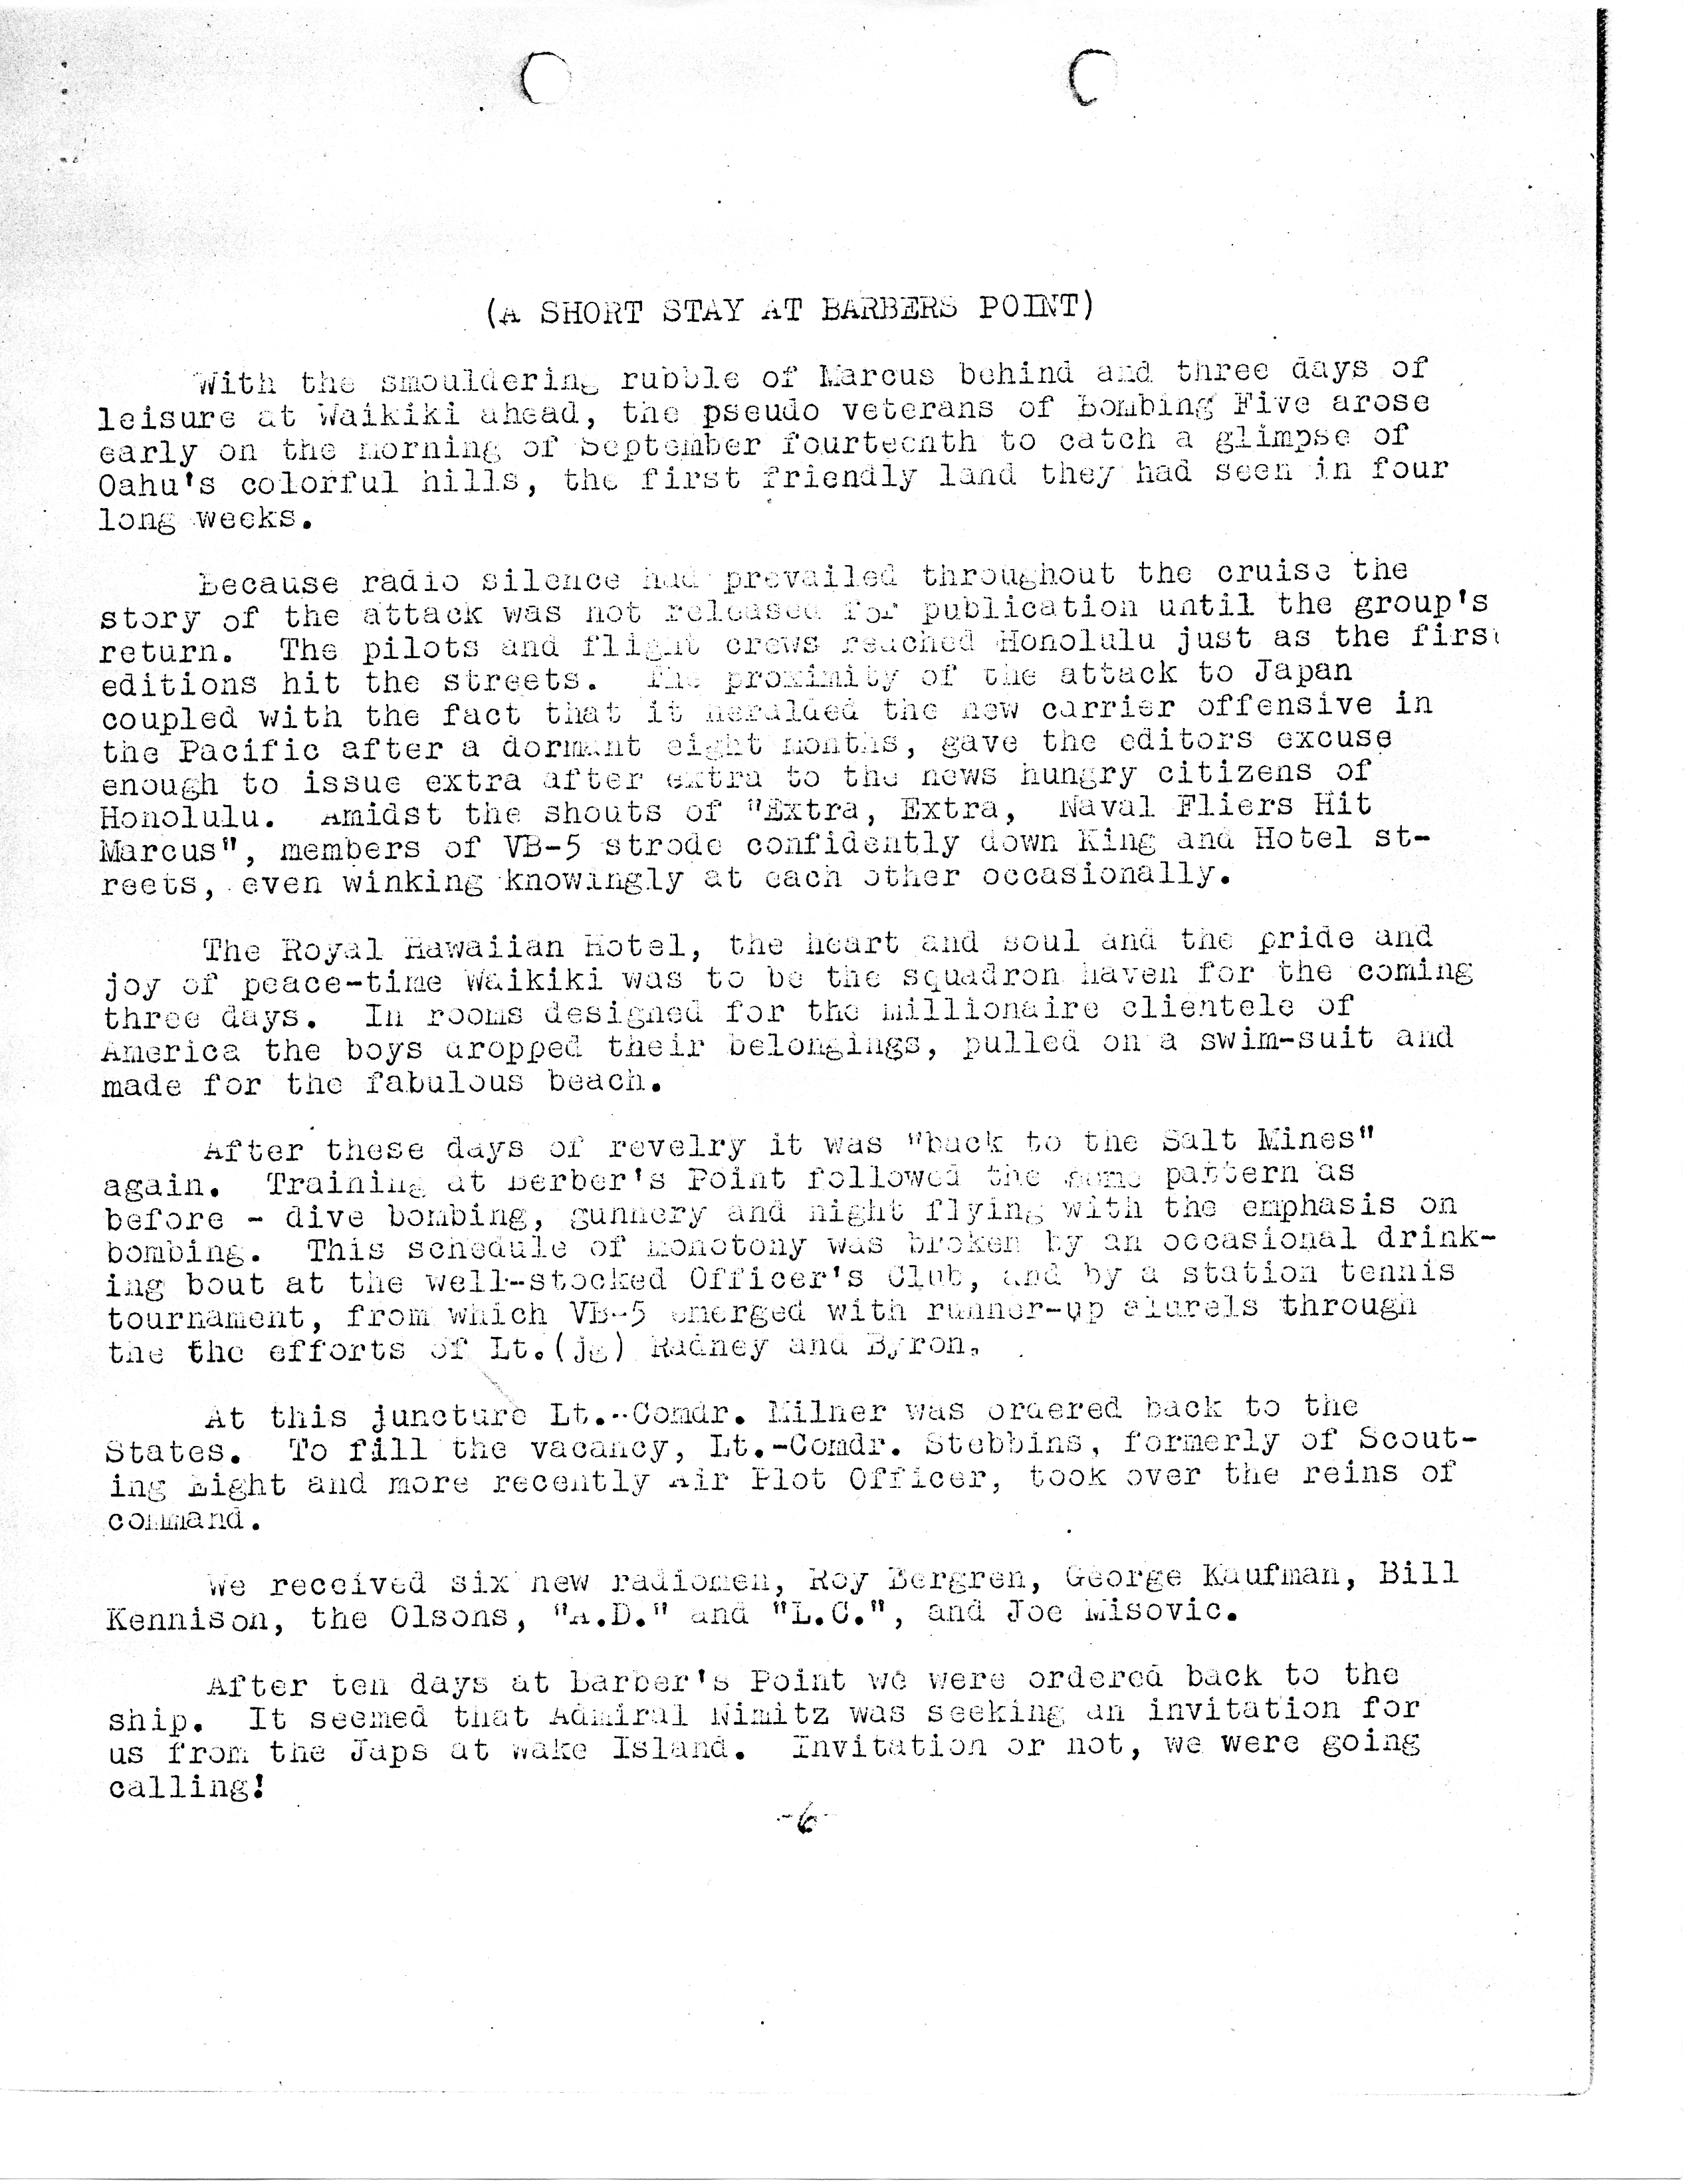 (A SHORT STAY AT BARBERS POINT)
With the smouldering rubble of Marcus behind and three days of
leisure at Waikiki ahead, the pseudo veterans of Bombing Five arose
early on the morning of September fourteenth to catch a glimpse of
Oahu's colorful hills, the first friendly land they had seen in four
long weeks.
Because radio silence had prevailed throughout the cruise the
story of the attack was not released for publication until the group's
return. The pilots and flight crews reached Honolulu just as the first
editions hit the streets. The proximity of the attack to Japan
coupled with the fact that it heralded the new carrier offensive in
the Pacific after a dormant eight months, gave the editors excuse
enough to issue extra after extra to the news hungry citizens of
Honolulu. Amidst the shouts of "Extra, Extra, Naval Fliers Hit
Marcus", members of VB-5 strode confidently down King and Hotel st-
reets, even winking knowingly at each other occasionally.
The Royal Hawaiian Hotel, the heart and soul and the pride and
joy of peace-time Waikiki was to be the squadron haven for the coming
three days. In rooms designed for the millionaire clientele of
America the boys dropped their belongings, pulled on a swim-suit and
made for the fabulous beach.
After these days of revelry it was "back to the Salt Mines"
again. Training at Berber's Point followed the same pattern as
before - dive bombing, gunnery and night flying with the emphasis on
bombing. This schedule of monotony was broken by an occasional drink-
ing bout at the well-stocked Officer's Club, and by a station tennis
tournament, from which VB-5 emerged with runner-up alurels through
the the efforts of Lt.(jg) Radney and Byron.
At this juncture Lt.-Comdr. Milner was ordered back to the
States. To fill the vacancy, Lt.-Comdr. Stebbins, formerly of Scout-
ing Eight and more recently Air Plot Officer, took over the reins of
command.
We received six new radiomen, Roy Bergren, George Kaufman, Bill
Kennison, the Olsons, "A.D." and "L.C.", and Joe Misovic.
After ten days at Barber's Point we were ordered back to the
ship. It seemed that Admiral Nimitz was seeking an invitation for
us from the Japs at Wake Island. Invitation or not, we were going
calling!
-6-